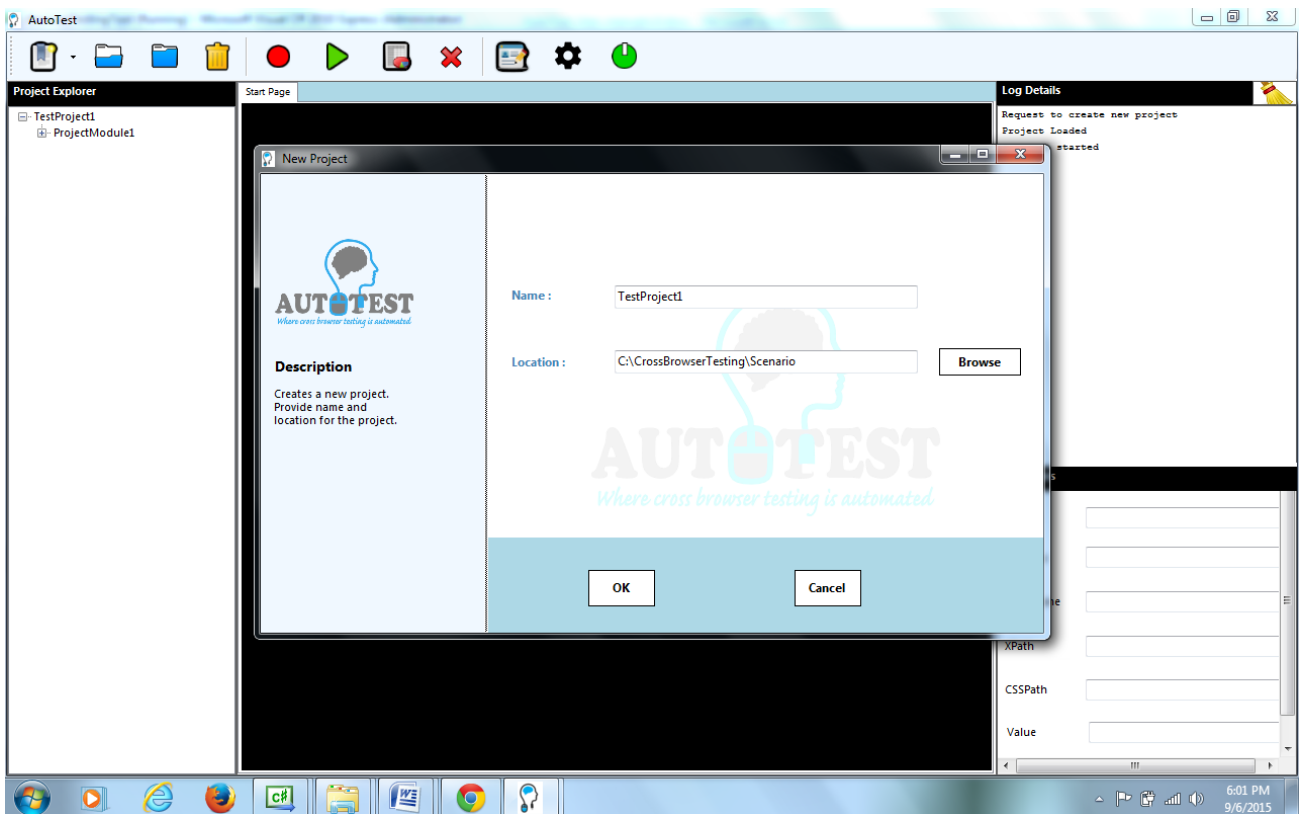 AutoTest
Project Explorer
TestProject1
ProjectModule1
Start Page
Log Details
Request to create new project
Project Loaded
started
New Project
AUTOTEST
Where cross browser testing is automated
Description
Creates a new project.
Provide name and
location for the project.
Name :
TestProject1
Location :
C:\CrossBrowserTesting\Scenario
Browse
AUTOTEST
Where cross browser testing is automated
OK
Cancel
XPath
CSSPath
Value
C#
W
6:01 PM
9/6/2015